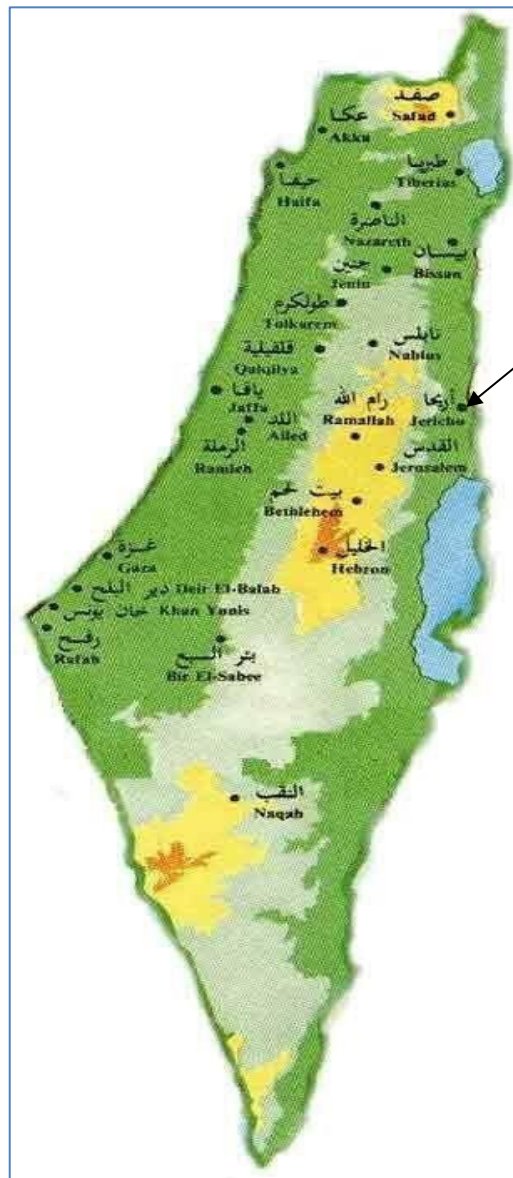 صفد
Safad
عكا
Akka
طبريا
Tiberias
حيفا
Haifa
الناصرة
Nazareth
بيسان
Bissan
جنين
Jenin
طولكرم
Tulkarem
نابلس
Nablus
قلقيلية
Qalqilya
يافا
Jaffa
رام الله
Ramallah
أريحا
Jericho
اللد
Alled
الرملة
Ramleh
القدس
Jerusalem
بيت لحم
Bethlehem
الخليل
Hebron
غزة
Gaza
دير البلح Deir El-Balah
خان يونس Khan Yunis
رفح
Rafah
بئر السبع
Bir El-Sabee
النقب
Naqab